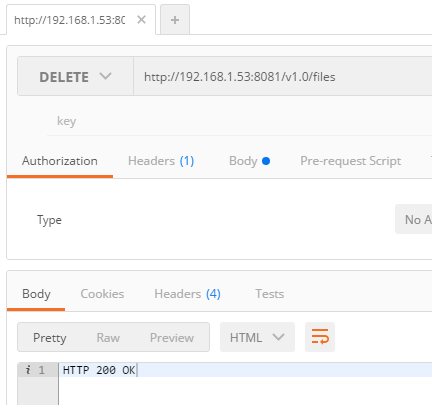 http://192.168.1.53:80
DELETE http://192.168.1.53:8081/v1.0/files
key
Authorization Headers (1) Body Pre-request Script
Type No A
Body Cookies Headers (4) Tests
Pretty Raw Preview HTML
i 1 HTTP 200 OK